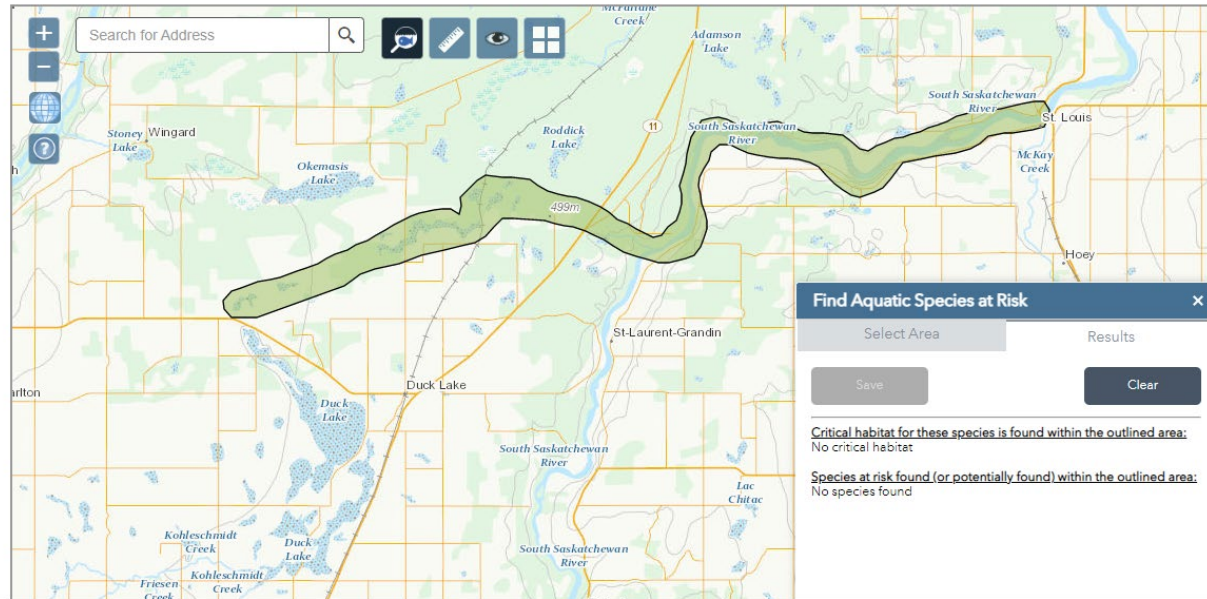 +
Search for Address
−
?
McFarlane
Creek
Adamson
Lake
South Saskatchewan
River
St. Louis
11
South Saskatchewan
River
Stoney
Lake
Wingard
Roddick
Lake
McKay
Creek
Okemasis
Lake
499m
Hoey
Find Aquatic Species at Risk
×
Select Area
Results
St-Laurent-Grandin
Save
Clear
Duck Lake
arlton
Duck
Lake
Critical habitat for these species is found within the outlined area:
No critical habitat
South Saskatchewan
River
Species at risk found (or potentially found) within the outlined area:
No species found
Lac
Chitac
Kohleschmidt
Creek
Duck
Lake
South Saskatchewan
River
Friesen
Creek
Kohleschmidt
Creek